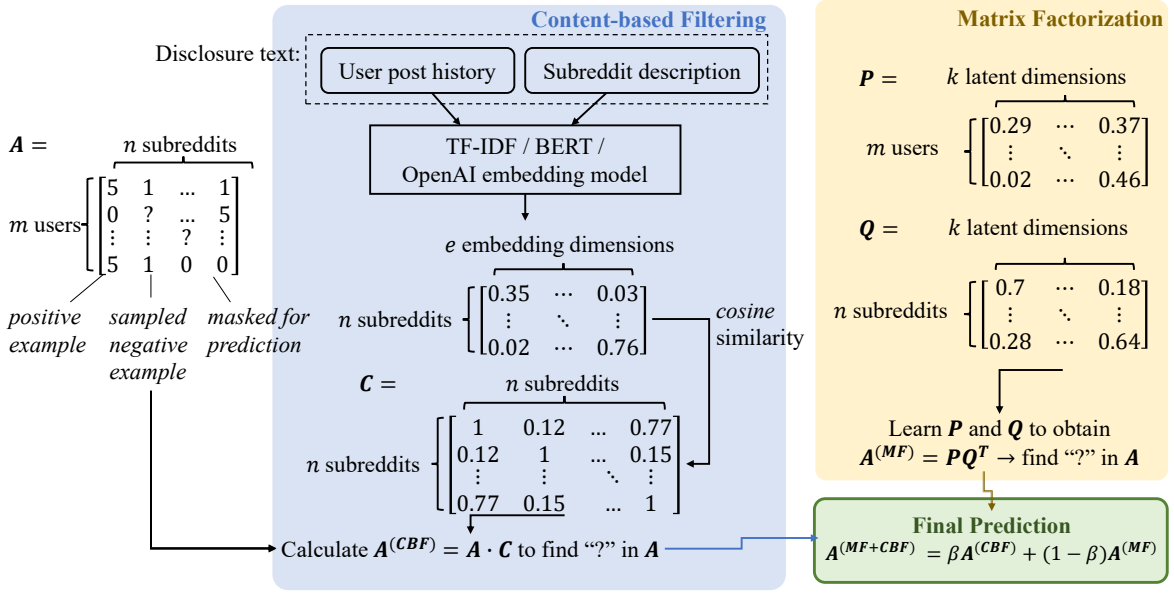 Content-based Filtering
Disclosure text:
User post history
Subreddit description
TF-IDF / BERT /
OpenAI embedding model
A =
n subreddits
m users
5 1 … 1
0 ? … 5
⋮ ⋮ ? ⋮
5 1 0 0
positive
example
sampled
negative
example
masked for
prediction
e embedding dimensions
n subreddits
0.35 ⋯ 0.03
⋮ ⋱ ⋮
0.02 ⋯ 0.76
cosine
similarity
C =
n subreddits
n subreddits
1 0.12 … 0.77
0.12 1 … 0.15
⋮ ⋮ ⋱ ⋮
0.77 0.15 … 1
Calculate A^(CBF) = A · C to find “?” in A
Matrix Factorization
P =
k latent dimensions
m users
0.29 ⋯ 0.37
⋮ ⋱ ⋮
0.02 ⋯ 0.46
Q =
k latent dimensions
n subreddits
0.7 ⋯ 0.18
⋮ ⋱ ⋮
0.28 ⋯ 0.64
Learn P and Q to obtain
A^(MF) = PQ^T → find “?” in A
Final Prediction
A^(MF+CBF) = βA^(CBF) + (1 − β)A^(MF)